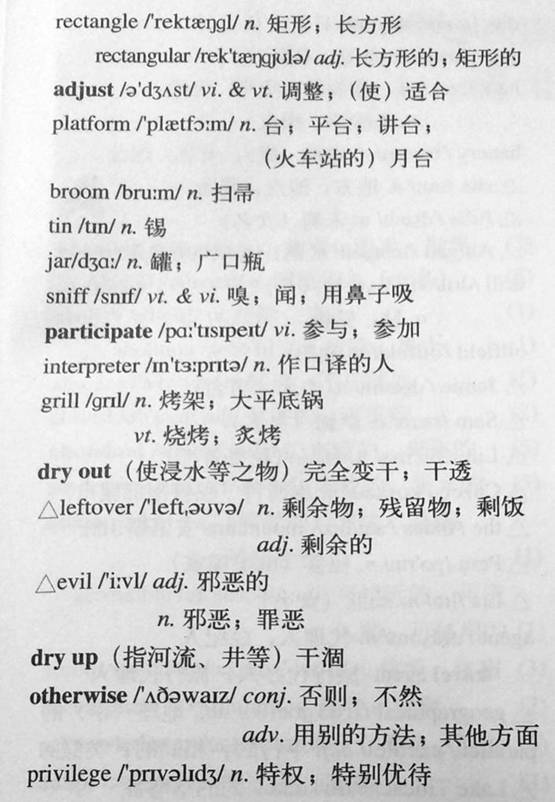 rectangle /'rektæŋgl/ n. 矩形；长方形
rectangular /rek'tæŋgjʊlə/ adj. 长方形的；矩形的
adjust /ə'dʒʌst/ vi. & vt. 调整；(使)适合
platform /'plætfɔːm/ n. 台；平台；讲台；
(火车站的)月台
broom /bruːm/ n. 扫帚
tin /tɪn/ n. 锡
jar/dʒɑː/ n. 罐；广口瓶
sniff /snɪf/ vt. & vi. 嗅；闻；用鼻子吸
participate /pɑː'tɪsɪpeɪt/ vi. 参与；参加
interpreter /ɪn'tɜːprɪtə/ n. 作口译的人
grill /grɪl/ n. 烤架；大平底锅
vt. 烧烤；炙烤
dry out（使浸水等之物）完全变干；干透
△leftover /'leftˌəʊvə/ n. 剩余物；残留物；剩饭
adj. 剩余的
△evil /'iːvl/ adj. 邪恶的
n. 邪恶；罪恶
dry up（指河流、井等）干涸
otherwise /'ʌðəwaɪz/ conj. 否则；不然
adv. 用别的方法；其他方面
privilege /'prɪvəlɪdʒ/ n. 特权；特别优待